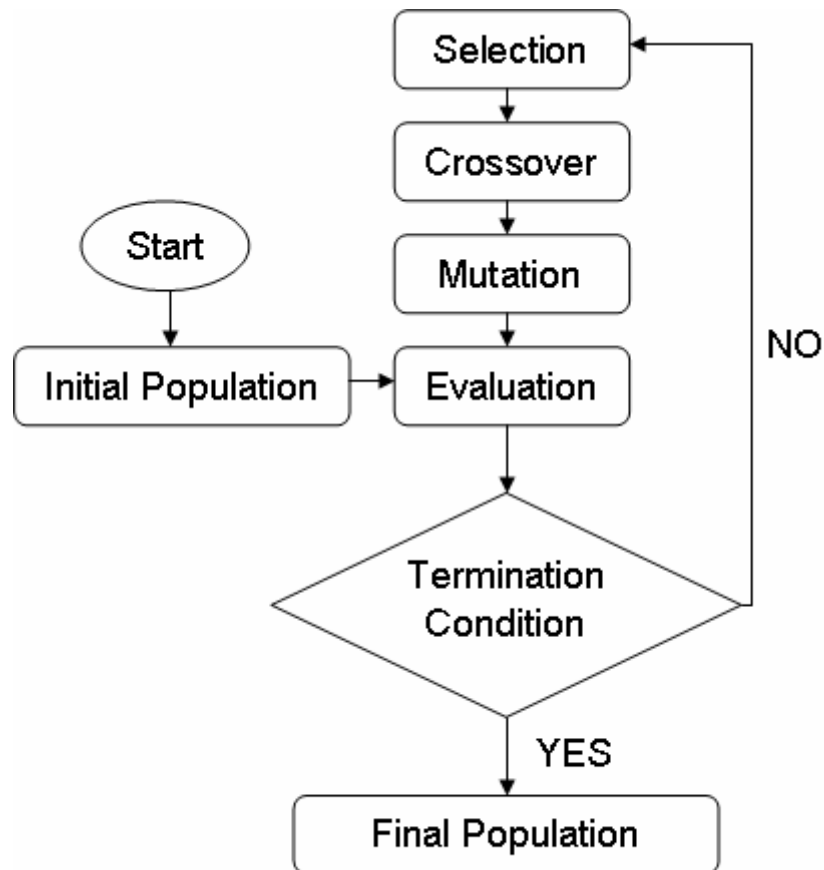 Selection
Crossover
Start
Mutation
NO
Initial Population
Evaluation
Termination
Condition
YES
Final Population